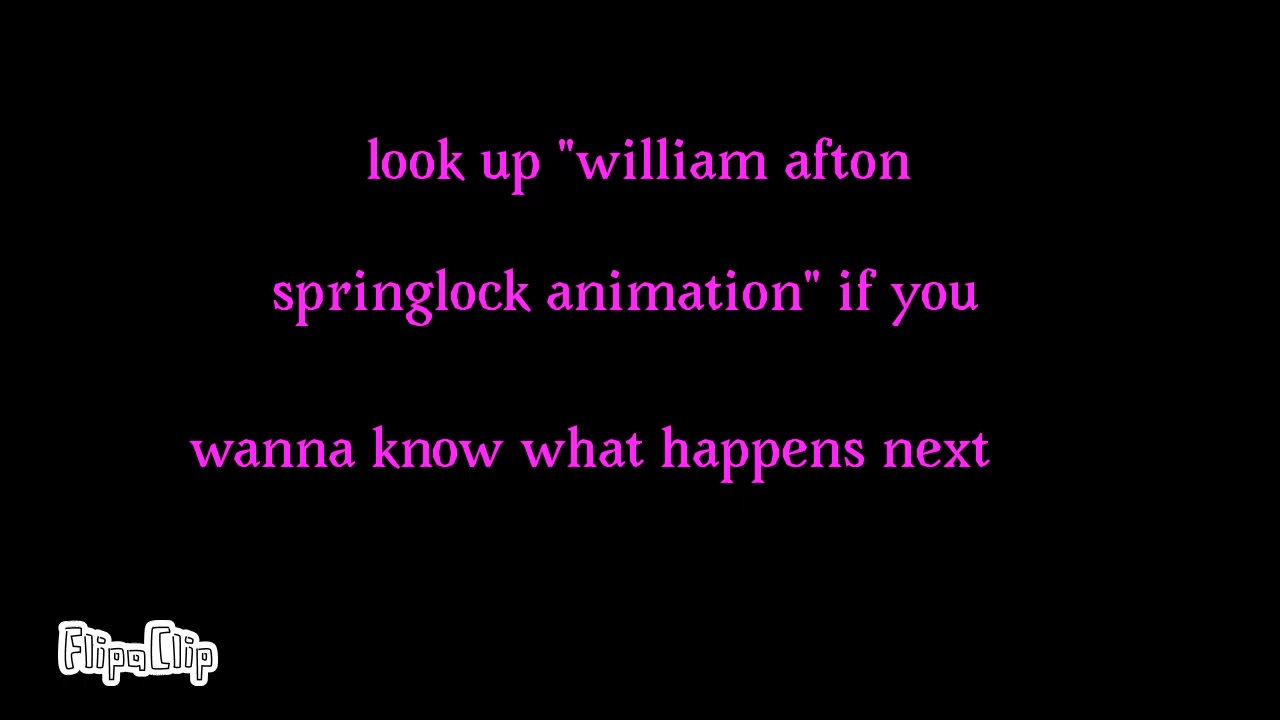 look up "william afton
springlock animation" if you
wanna know what happens next
FlipaClip